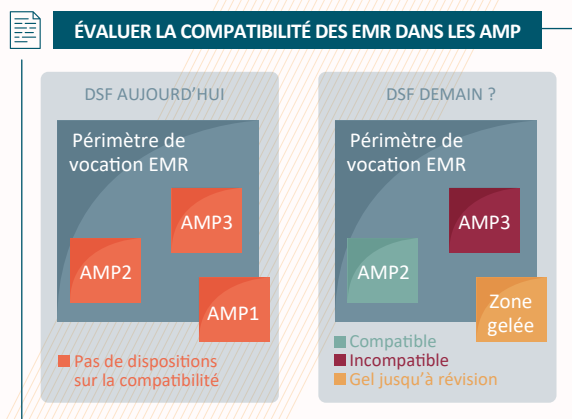 ÉVALUER LA COMPATIBILITÉ DES EMR DANS LES AMP
DSF AUJOURD'HUI
Périmètre de
vocation EMR
AMP3
AMP2
AMP1
Pas de dispositions
sur la compatibilité
DSF DEMAIN ?
Périmètre de
vocation EMR
AMP3
AMP2
Zone
gelée
Compatible
Incompatible
Gel jusqu'à révision